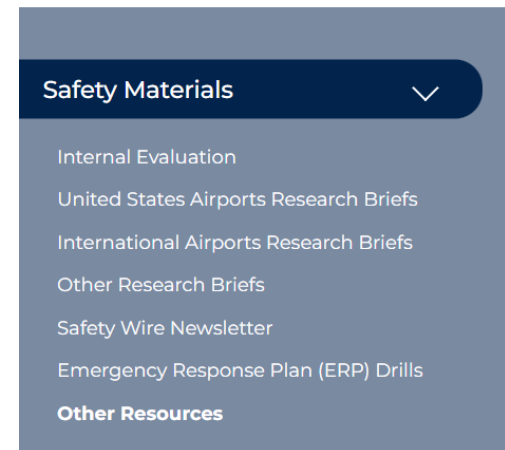 Safety Materials
Internal Evaluation
United States Airports Research Briefs
International Airports Research Briefs
Other Research Briefs
Safety Wire Newsletter
Emergency Response Plan (ERP) Drills
Other Resources